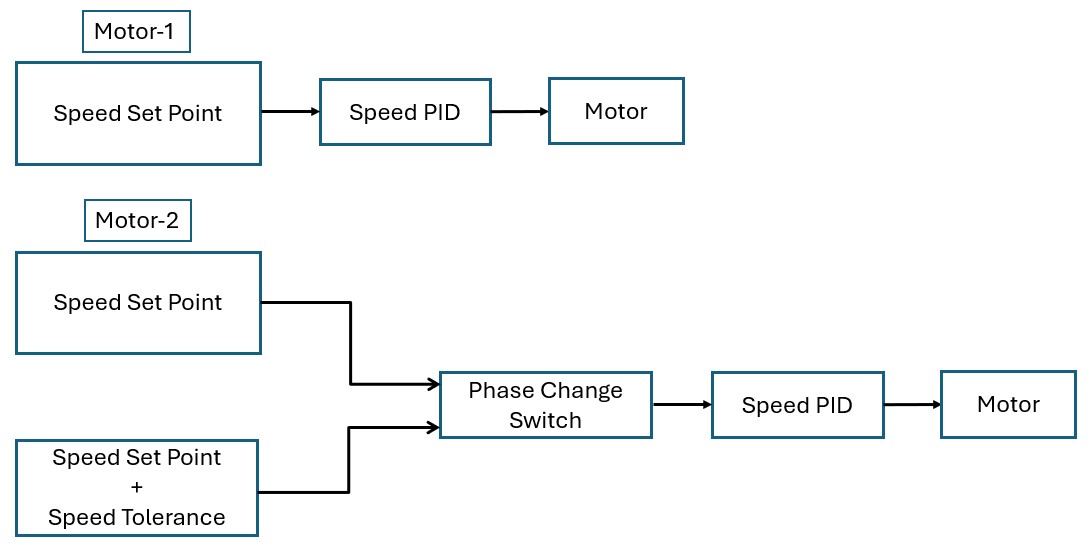 Motor-1
Speed Set Point
Speed PID
Motor
Motor-2
Speed Set Point
Phase Change
Switch
Speed PID
Motor
Speed Set Point
+
Speed Tolerance